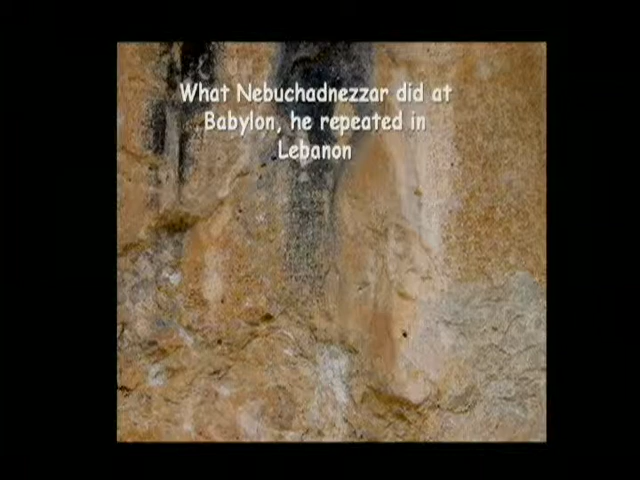 What Nebuchadnezzar did at
Babylon, he repeated in
Lebanon